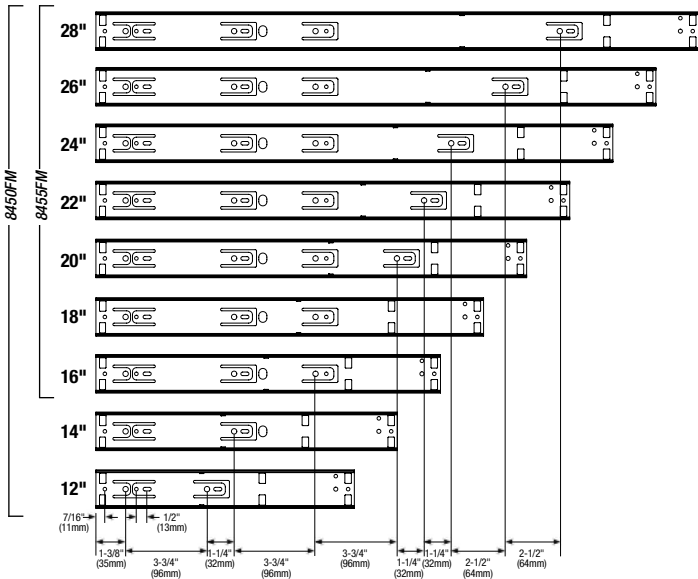 28"
26"
24"
22"
20"
18"
16"
14"
12"
8450FM
8455FM
7/16"
(11mm)
1/2"
(13mm)
1-3/8"
(35mm)
3-3/4"
(96mm)
1-1/4"
(32mm)
3-3/4"
(96mm)
3-3/4"
(96mm)
1-1/4"
(32mm)
1-1/4"
(32mm)
2-1/2"
(64mm)
2-1/2"
(64mm)